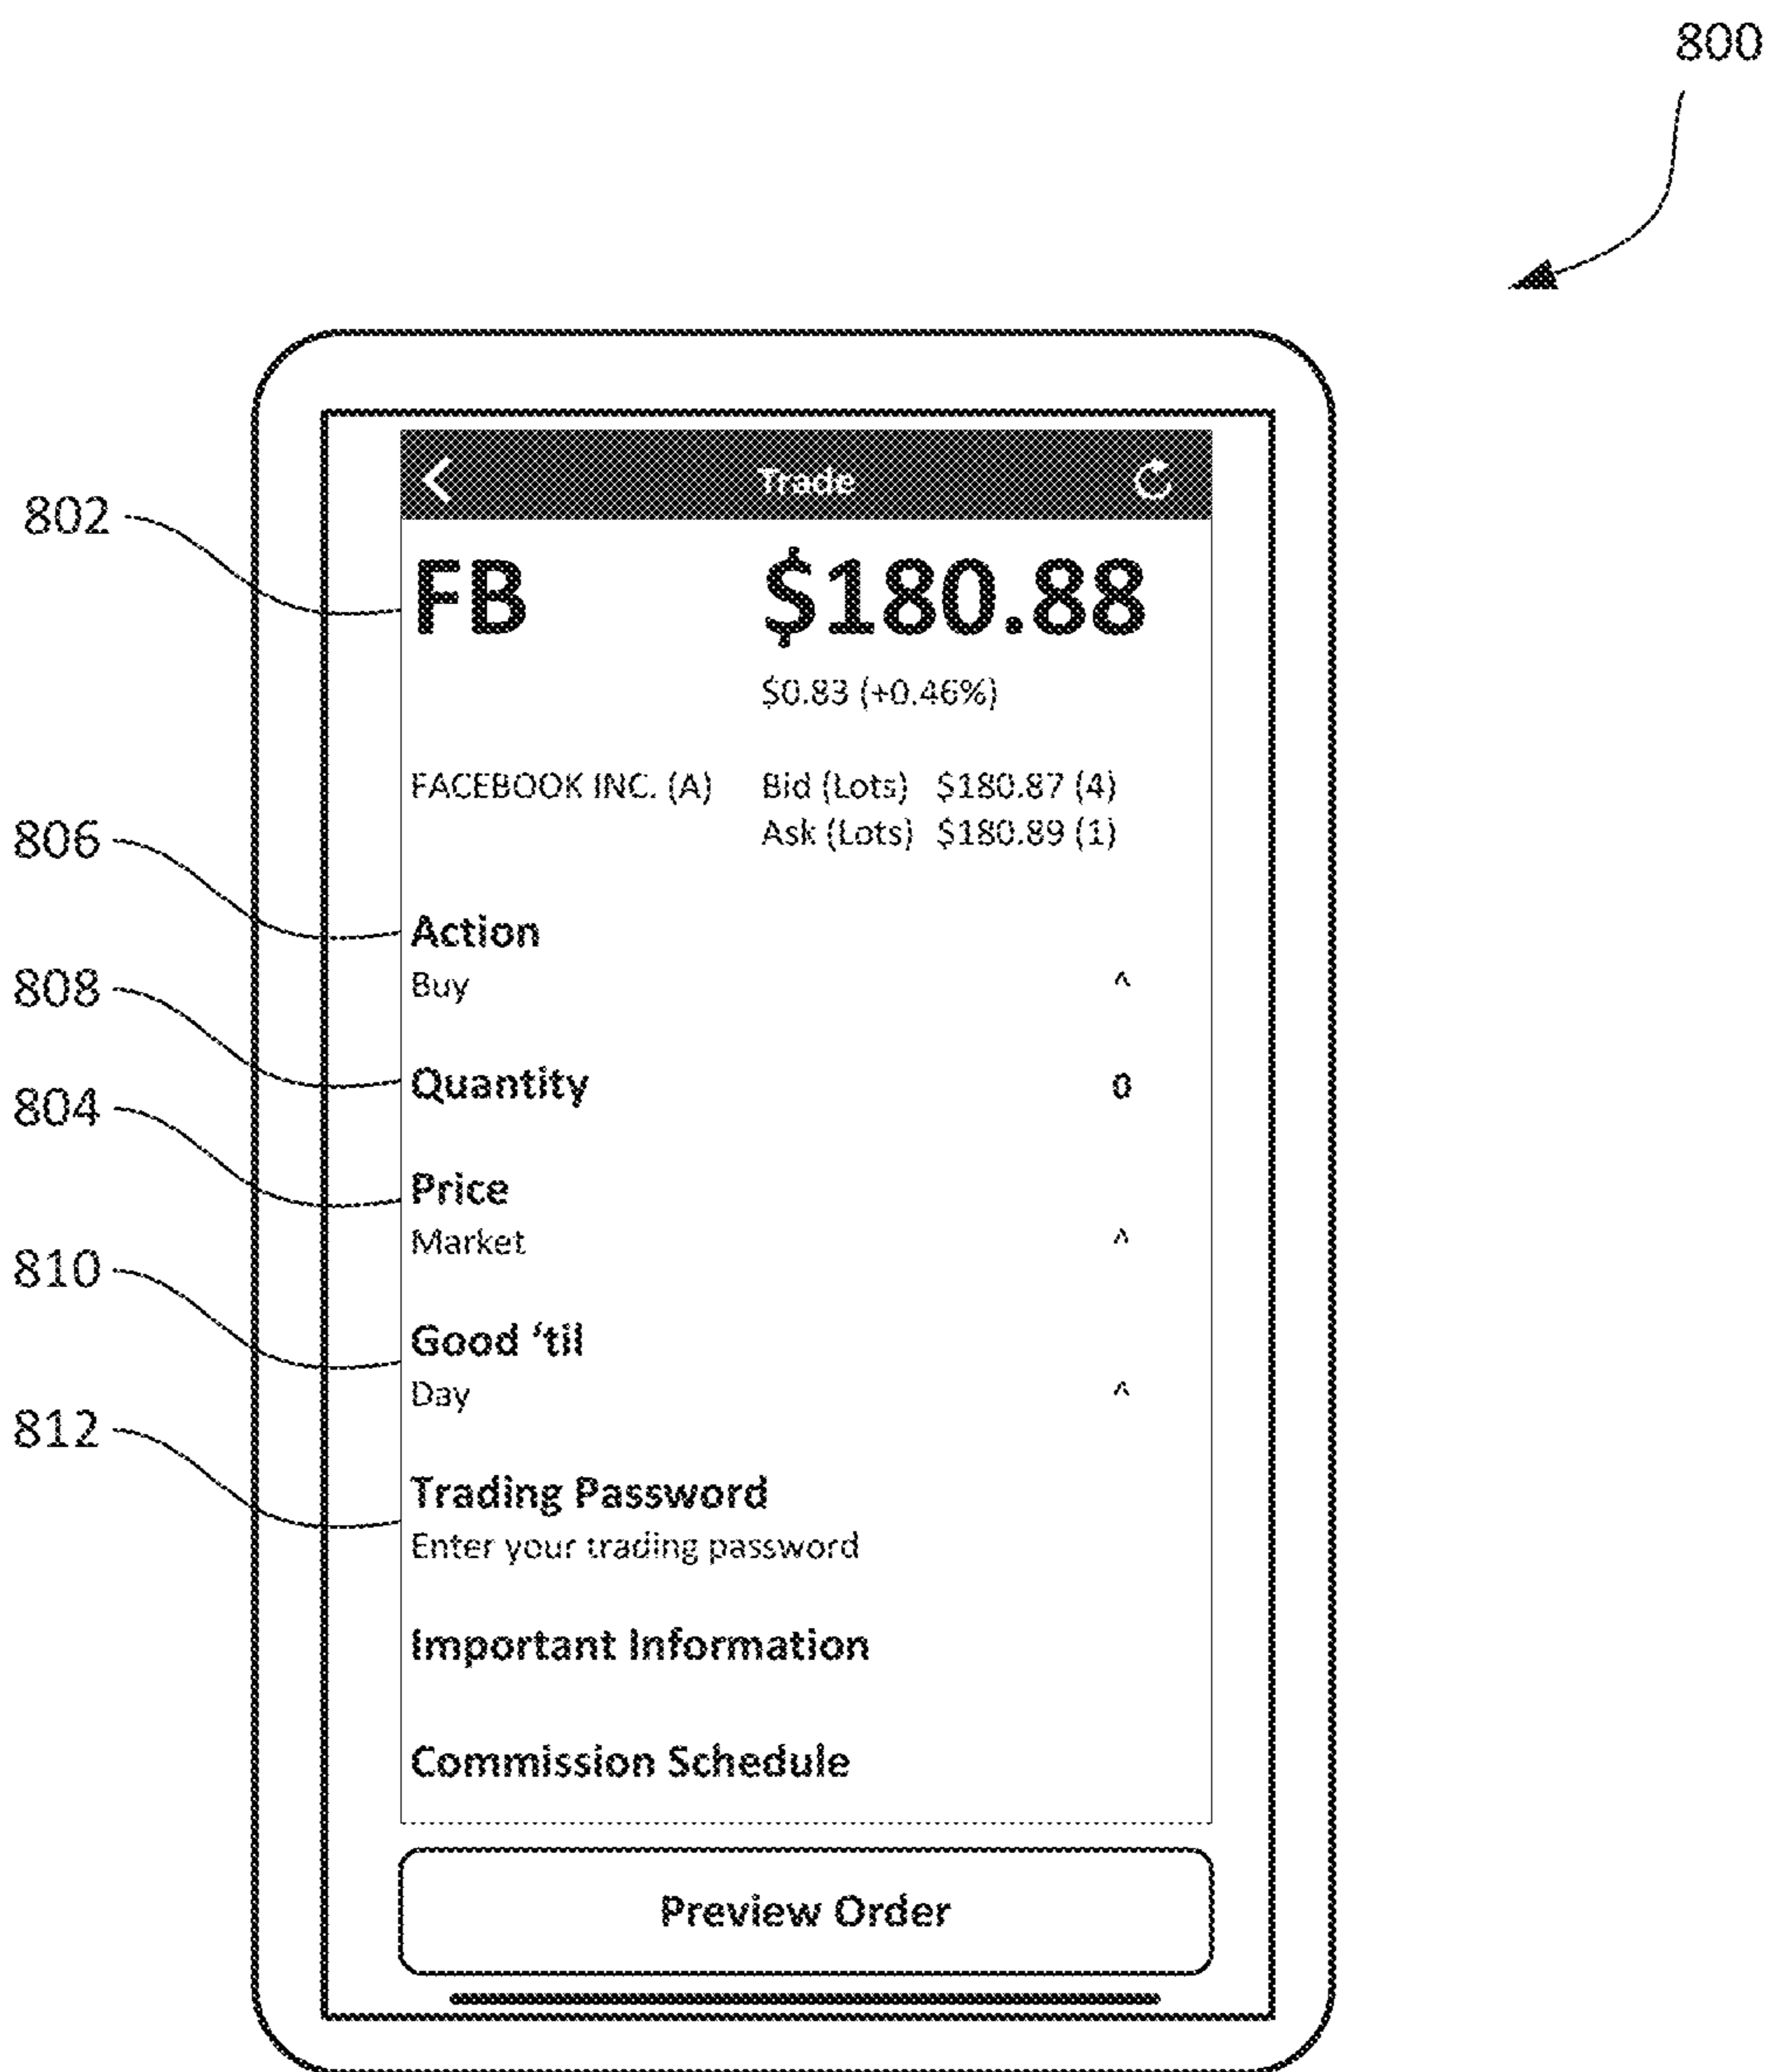 800
Trade
802
FB $180.88
$0.83 (+0.46%)
FACEBOOK INC. (A) Bid (Lots) $180.87 (4)
Ask (Lots) $180.89 (1)
806
Action
Buy ^
808
Quantity 0
804
Price
Market ^
810
Good ‘til
Day ^
812
Trading Password
Enter your trading password
Important Information
Commission Schedule
Preview Order